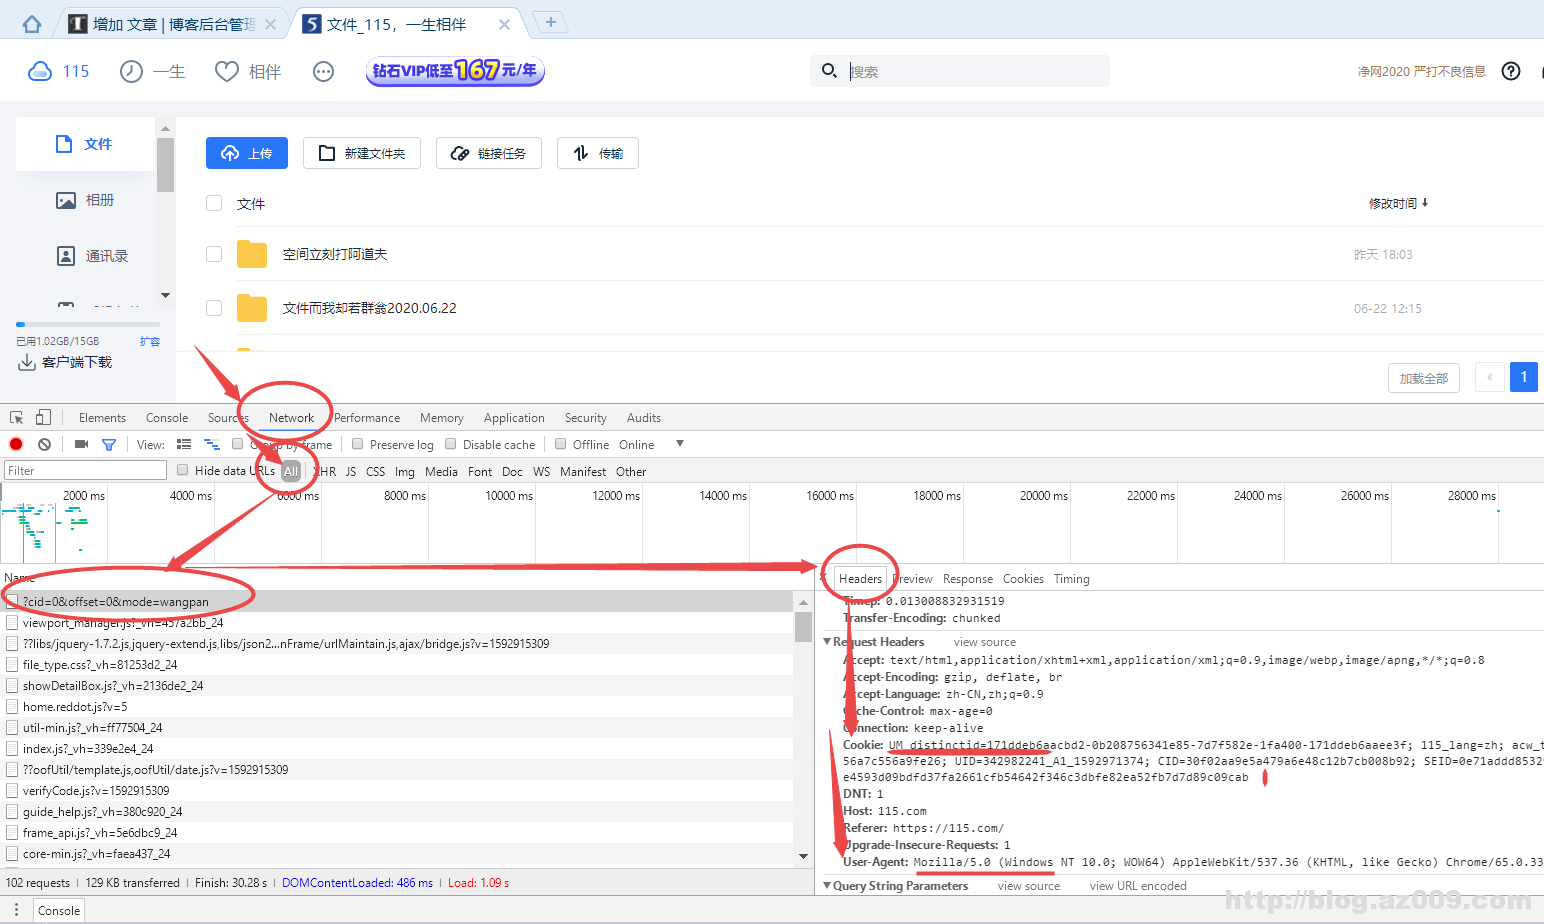 增加 文章 | 博客后台管理
文件_115，一生相伴
115
一生
相伴
钻石VIP低至167元/年
搜索
净网2020 严打不良信息
文件
相册
通讯录
已用1.02GB/15GB
扩容
客户端下载
上传
新建文件夹
链接任务
传输
文件
修改时间
空间立刻打阿道夫
昨天 18:03
文件而我却若群翁2020.06.22
06-22 12:15
加载全部
«
1
Elements Console Sources Network Performance Memory Application Security Audits
View: Group by frame Preserve log Disable cache Offline Online
Filter
Hide data URLs All XHR JS CSS Img Media Font Doc WS Manifest Other
2000 ms 4000 ms 6000 ms 8000 ms 10000 ms 12000 ms 14000 ms 16000 ms 18000 ms 20000 ms 22000 ms 24000 ms 26000 ms 28000 ms
Name
?cid=0&offset=0&mode=wangpan
viewport_manager.js?_vh=457a2bb_24
??libs/jquery-1.7.2.js,jquery-extend.js,libs/json2...nFrame/urlMaintain.js,ajax/bridge.js?v=1592915309
file_type.css?_vh=81253d2_24
showDetailBox.js?_vh=2136de2_24
home.reddot.js?v=5
util-min.js?_vh=ff77504_24
index.js?_vh=339e2e4_24
??oofUtil/template.js,oofUtil/date.js?v=1592915309
verifyCode.js?v=1592915309
guide_help.js?_vh=380c920_24
frame_api.js?_vh=5e6dbc9_24
core-min.js?_vh=faea437_24
102 requests | 129 KB transferred | Finish: 30.28 s | DOMContentLoaded: 486 ms | Load: 1.09 s
Console
× Headers Preview Response Cookies Timing
Timep: 0.013008832931519
Transfer-Encoding: chunked
Request Headers view source
Accept: text/html,application/xhtml+xml,application/xml;q=0.9,image/webp,image/apng,*/*;q=0.8
Accept-Encoding: gzip, deflate, br
Accept-Language: zh-CN,zh;q=0.9
Cache-Control: max-age=0
Connection: keep-alive
Cookie: UM_distinctid=171ddeb6aacbd2-0b208756341e85-7d7f582e-1fa400-171ddeb6aaee3f; 115_lang=zh; acw_t
56a7c556a9fe26; UID=342982241_A1_1592971374; CID=30f02aa9e5a479a6e48c12b7cb008b92; SEID=0e71addd8532
e4593d09bdfd37fa2661cfb54642f346c3dbfe82ea52fb7d7d89c09cab
DNT: 1
Host: 115.com
Referer: https://115.com/
Upgrade-Insecure-Requests: 1
User-Agent: Mozilla/5.0 (Windows NT 10.0; WOW64) AppleWebKit/537.36 (KHTML, like Gecko) Chrome/65.0.33
Query String Parameters view source view URL encoded
http://blog.az009.com